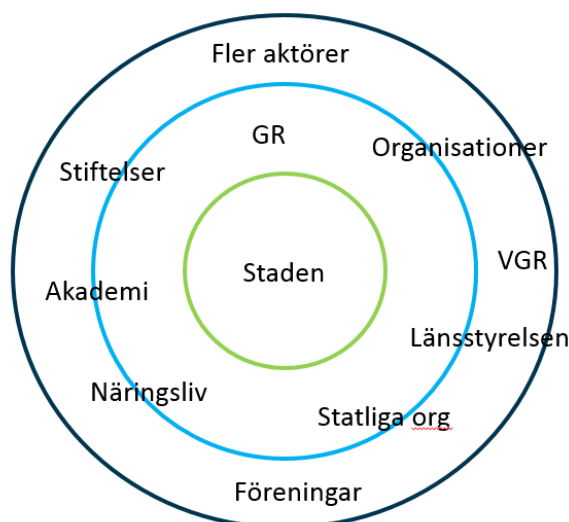 Fler aktörer
GR
Organisationer
Stiftelser
VGR
Staden
Akademi
Länsstyrelsen
Näringsliv
Statliga org
Föreningar